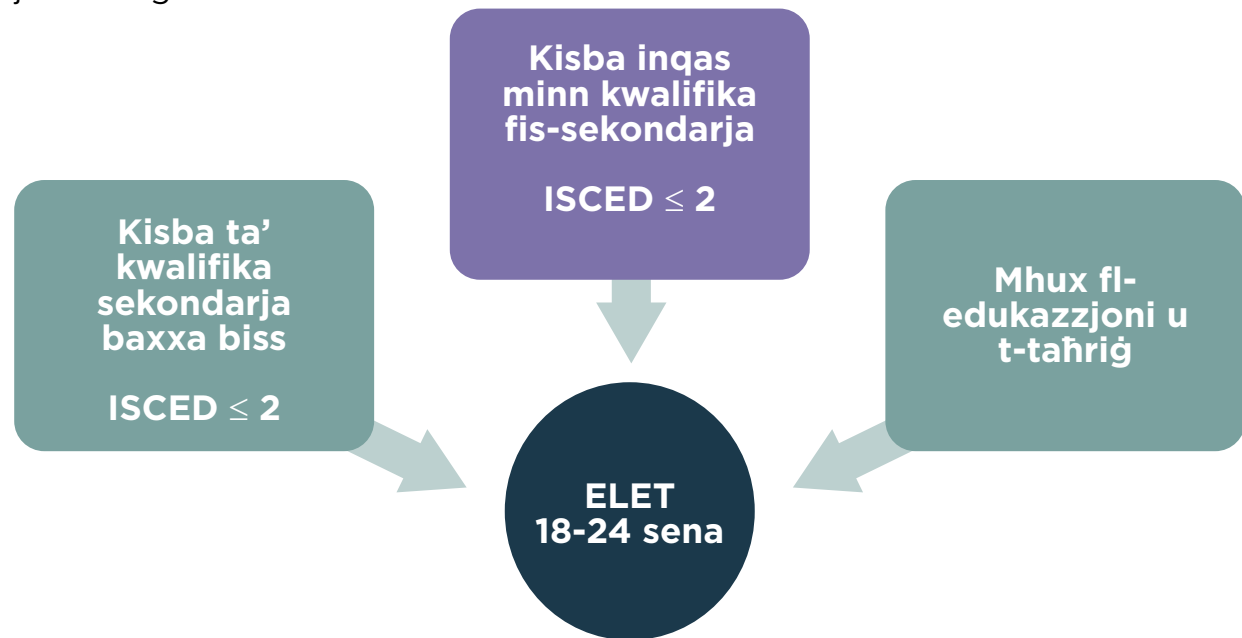 Kisba inqas
minn kwalifika
fis-sekondarja
ISCED ≤ 2
Kisba ta’
kwalifika
sekondarja
baxxa biss
ISCED ≤ 2
Mhux fl-
edukazzjoni u
t-taħriġ
ELET
18-24 sena